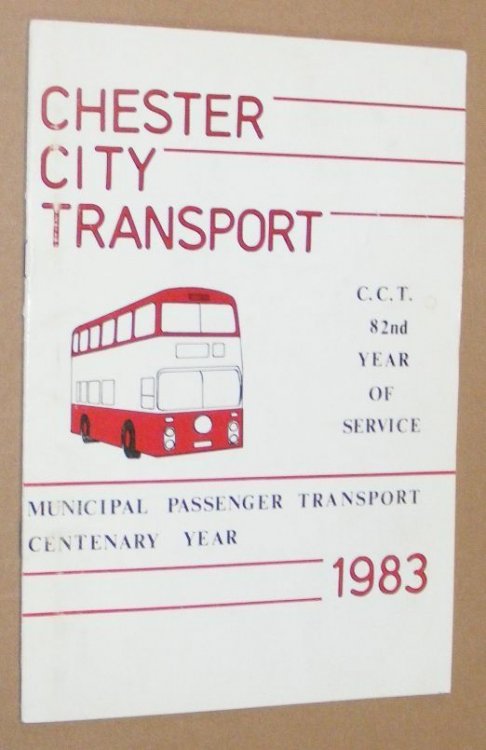 CHESTER
CITY
TRANSPORT
C.C.T.
82nd
YEAR
OF
SERVICE
MUNICIPAL PASSENGER TRANSPORT
CENTENARY YEAR
1983